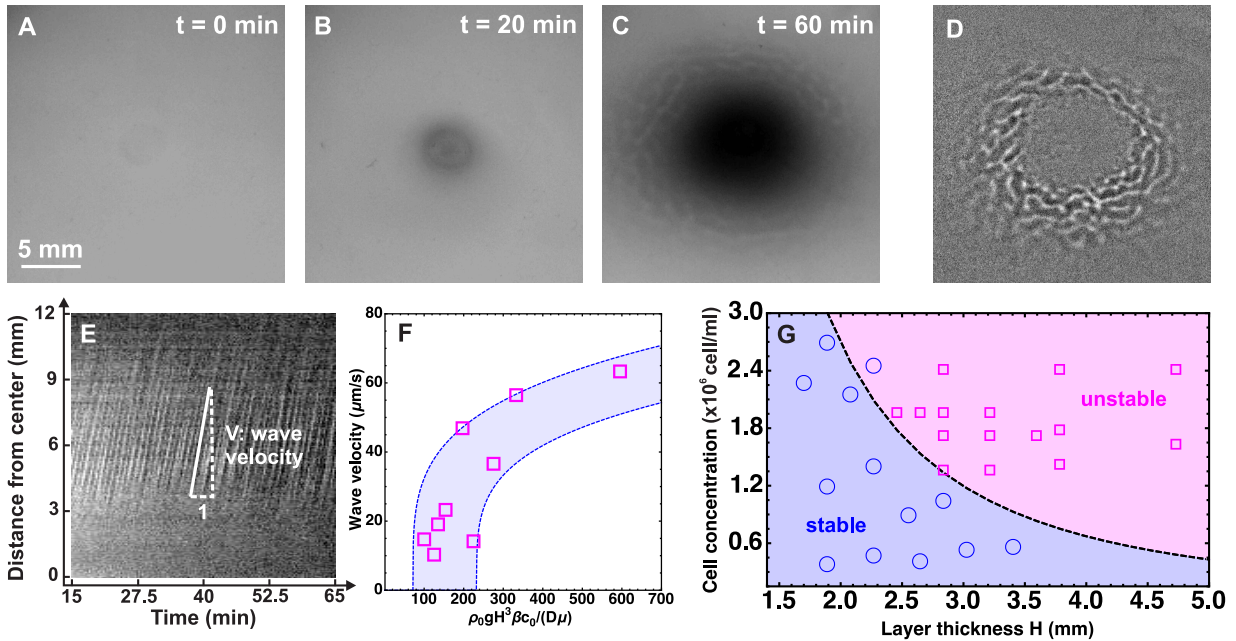 A
t = 0 min
5 mm
B
t = 20 min
C
t = 60 min
D
E
Distance from center (mm)
12
9
6
3
0
V: wave
velocity
1
15
27.5
40
52.5
65
Time (min)
F
Wave velocity (μm/s)
80
60
40
20
0
100
200
300
400
500
600
700
ρ₀gH³βc₀/(Dμ)
G
Cell concentration (x10⁶ cell/ml)
3.0
2.4
1.8
1.2
0.6
unstable
stable
1.5
2.0
2.5
3.0
3.5
4.0
4.5
5.0
Layer thickness H (mm)